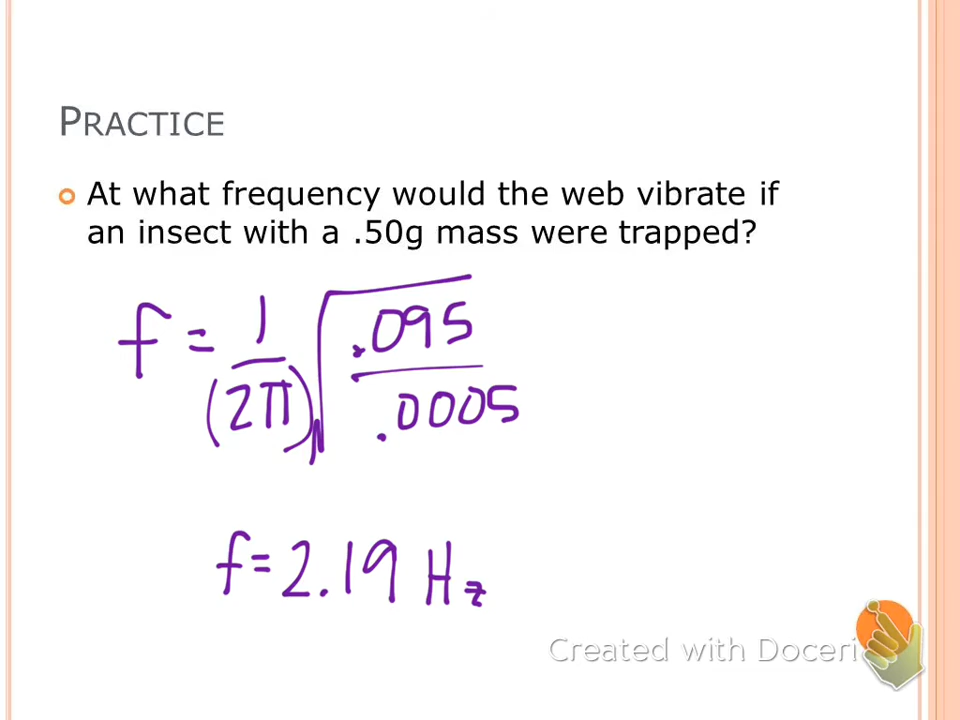 PRACTICE
At what frequency would the web vibrate if
an insect with a .50g mass were trapped?
f = 1/(2π) √(.095/.0005)
f=2.19 Hz
Created with Doceri